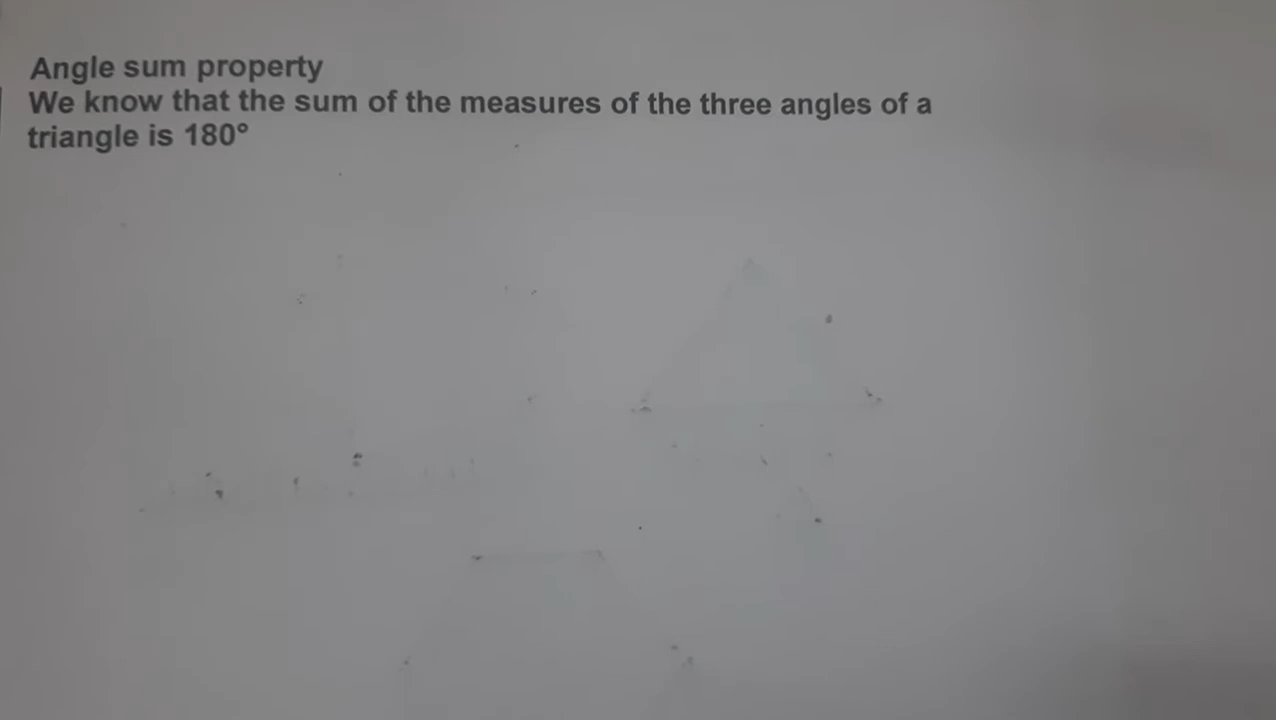 Angle sum property
We know that the sum of the measures of the three angles of a
triangle is 180°